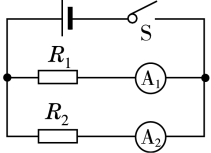 S
R₁ A₁
R₂ A₂